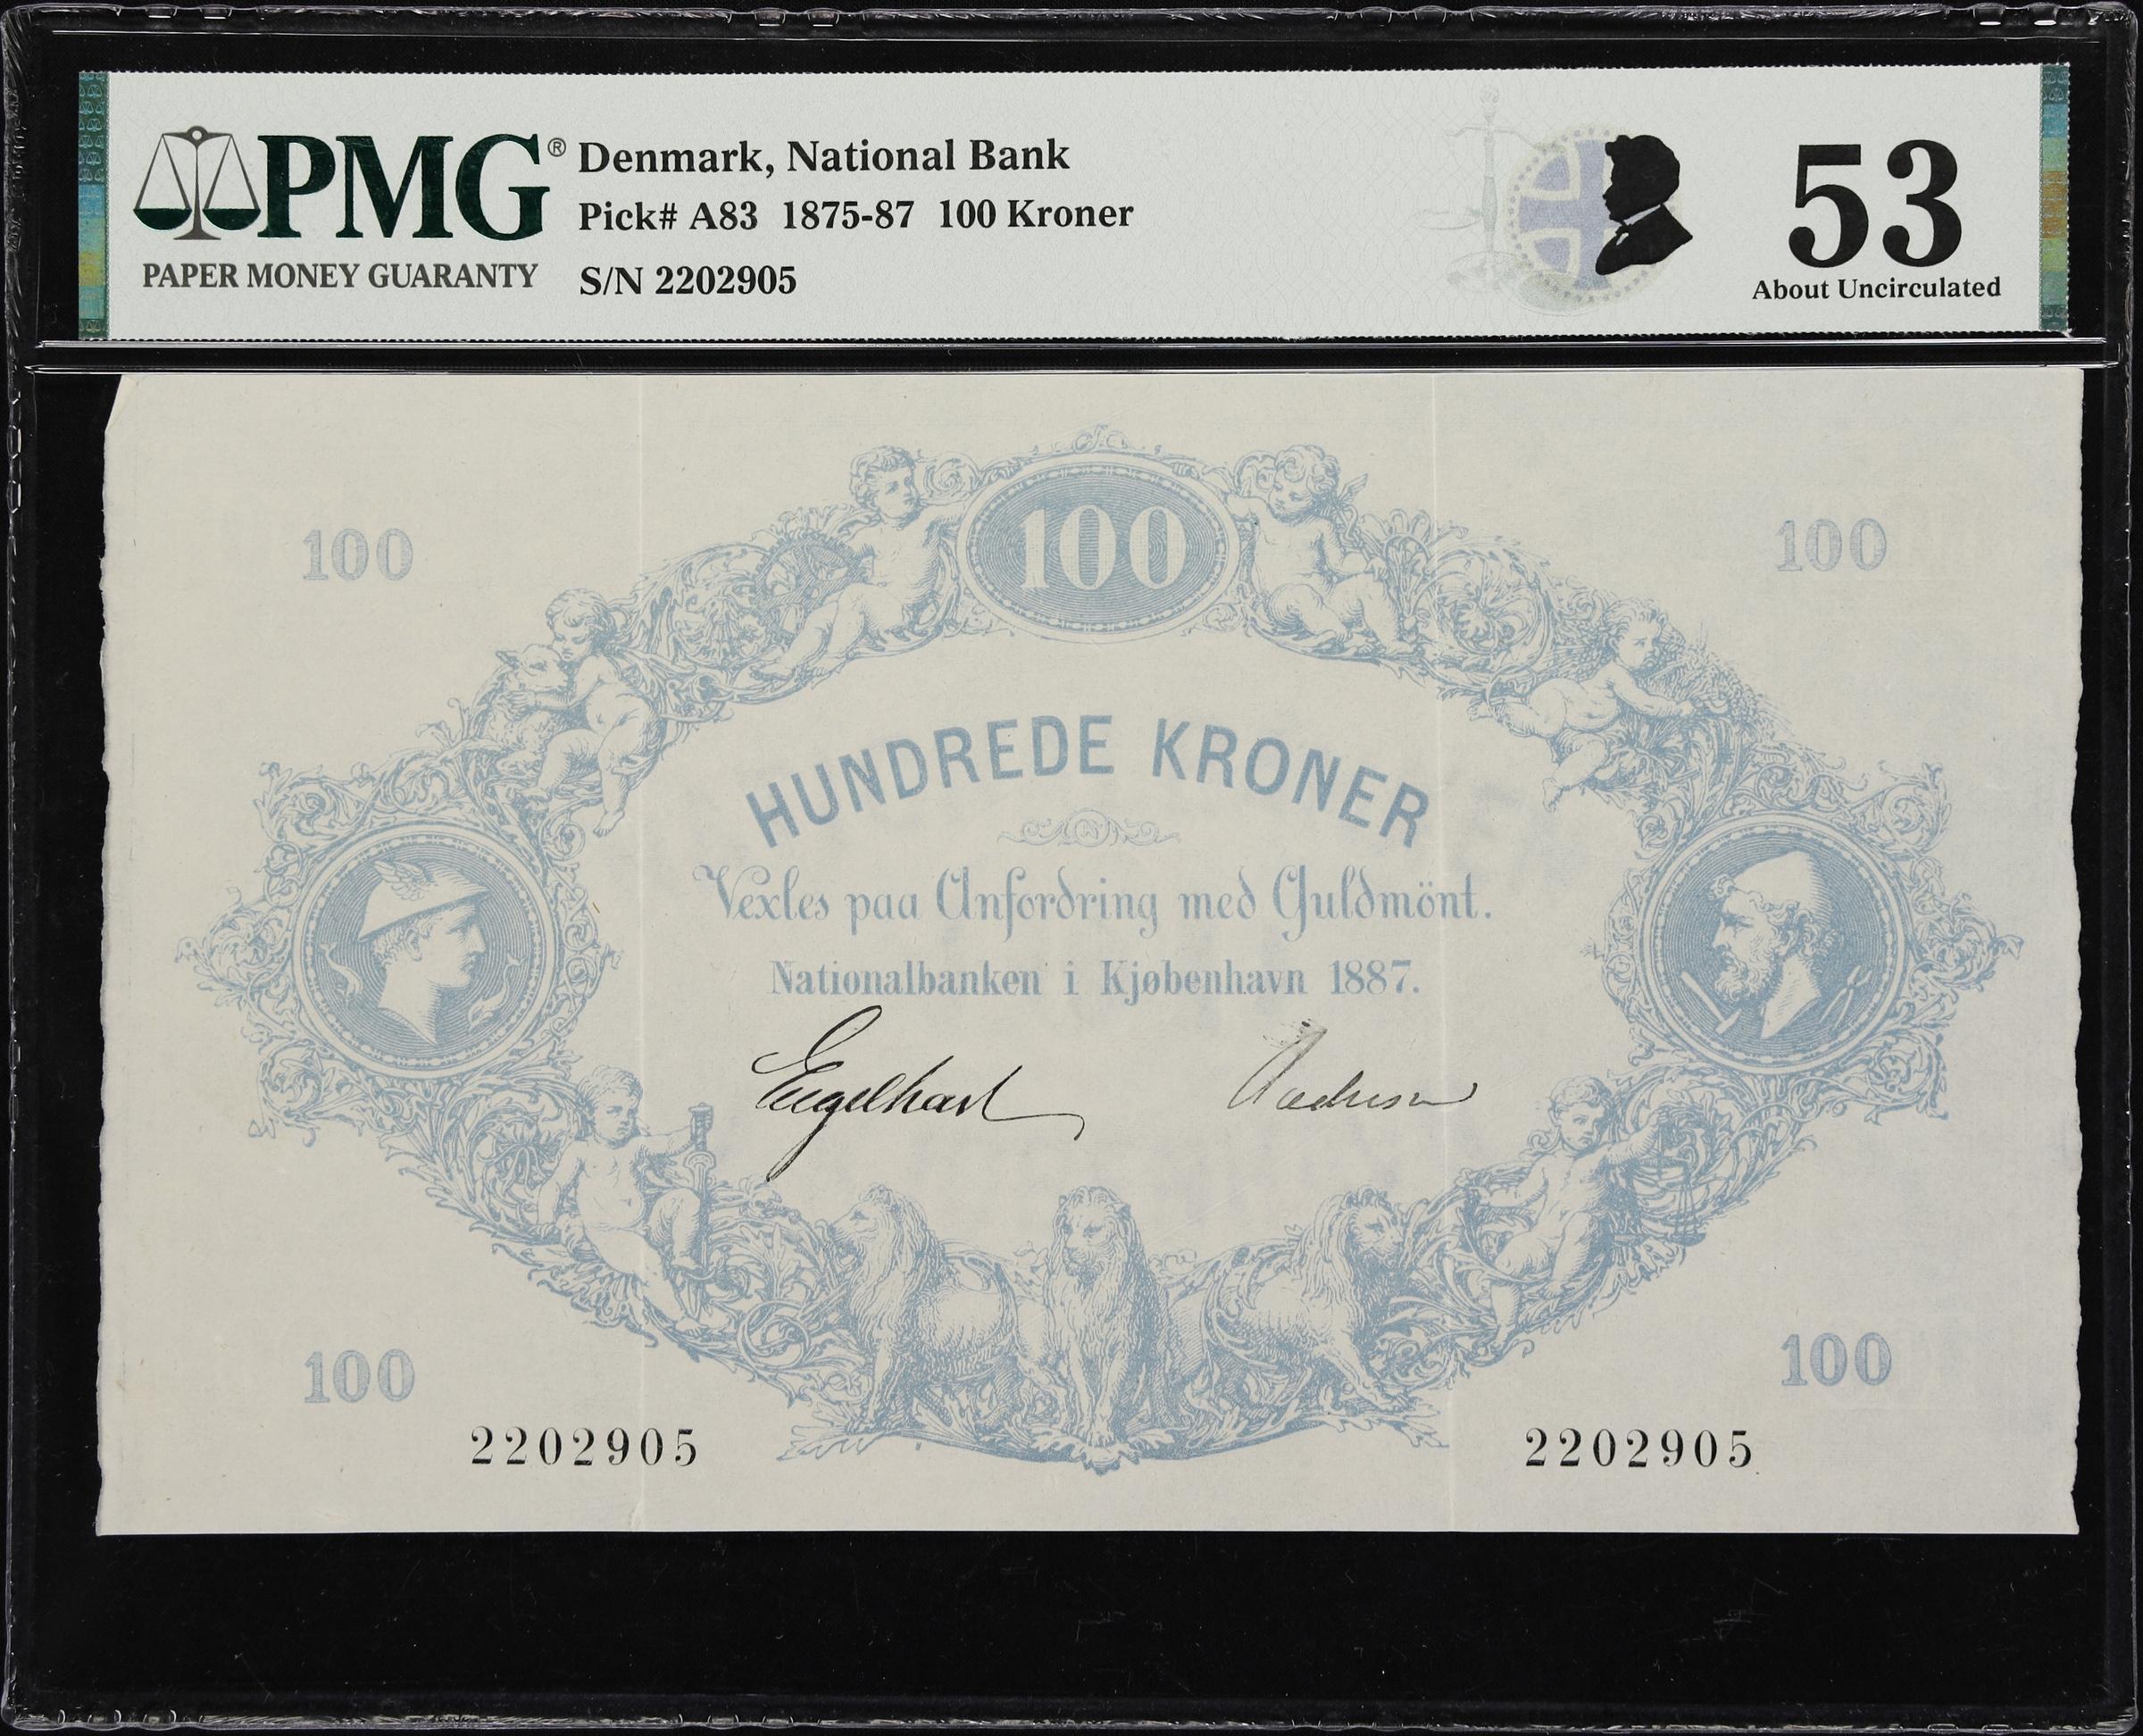 PMG® Denmark, National Bank
Pick# A83 1875-87 100 Kroner
PAPER MONEY GUARANTY S/N 2202905
53
About Uncirculated
100 100 100
HUNDREDE KRONER
Vexles paa Anfordring med Guldmönt.
Nationalbanken i Kjøbenhavn 1887.
Engelhart
100 100
2202905 2202905